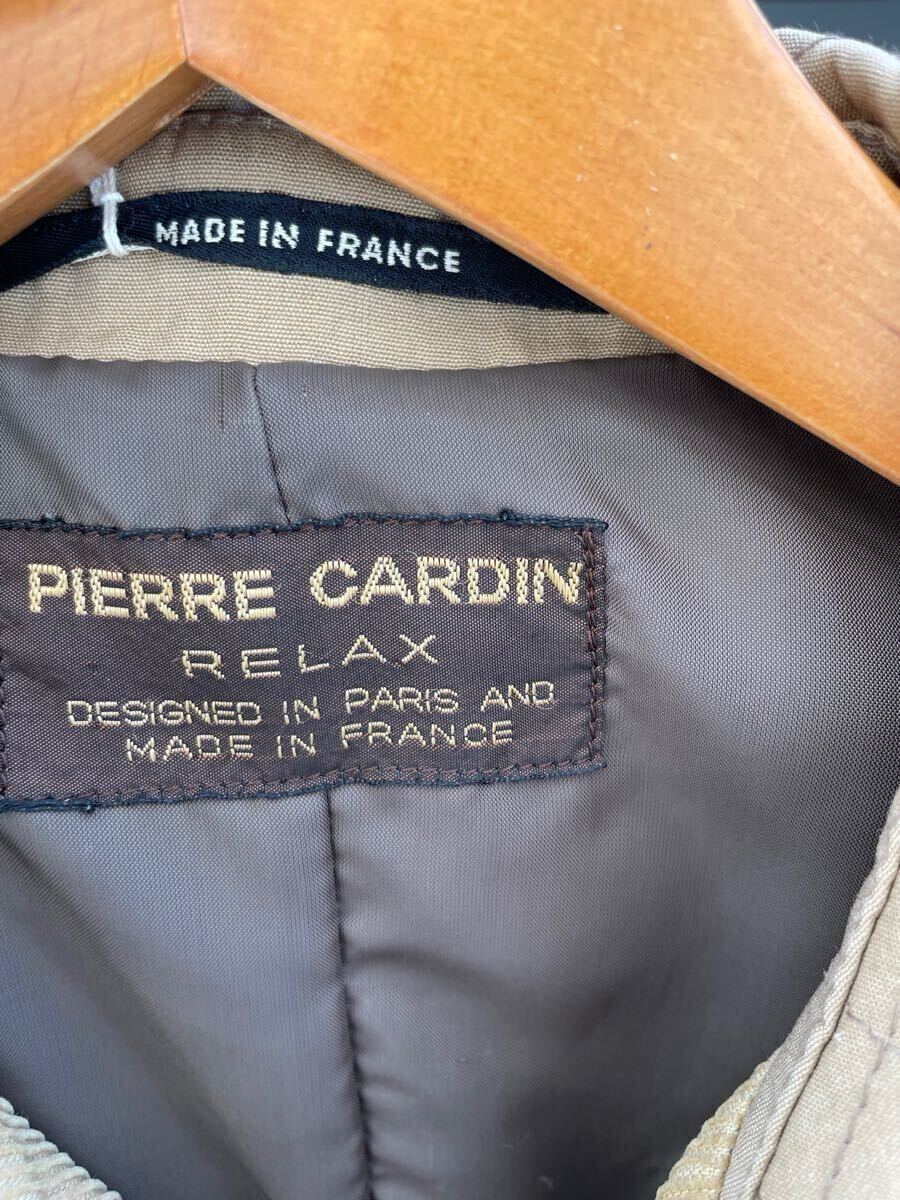 MADE IN FRANCE
PIERRE CARDIN
RELAX
DESIGNED IN PARIS AND
MADE IN FRANCE